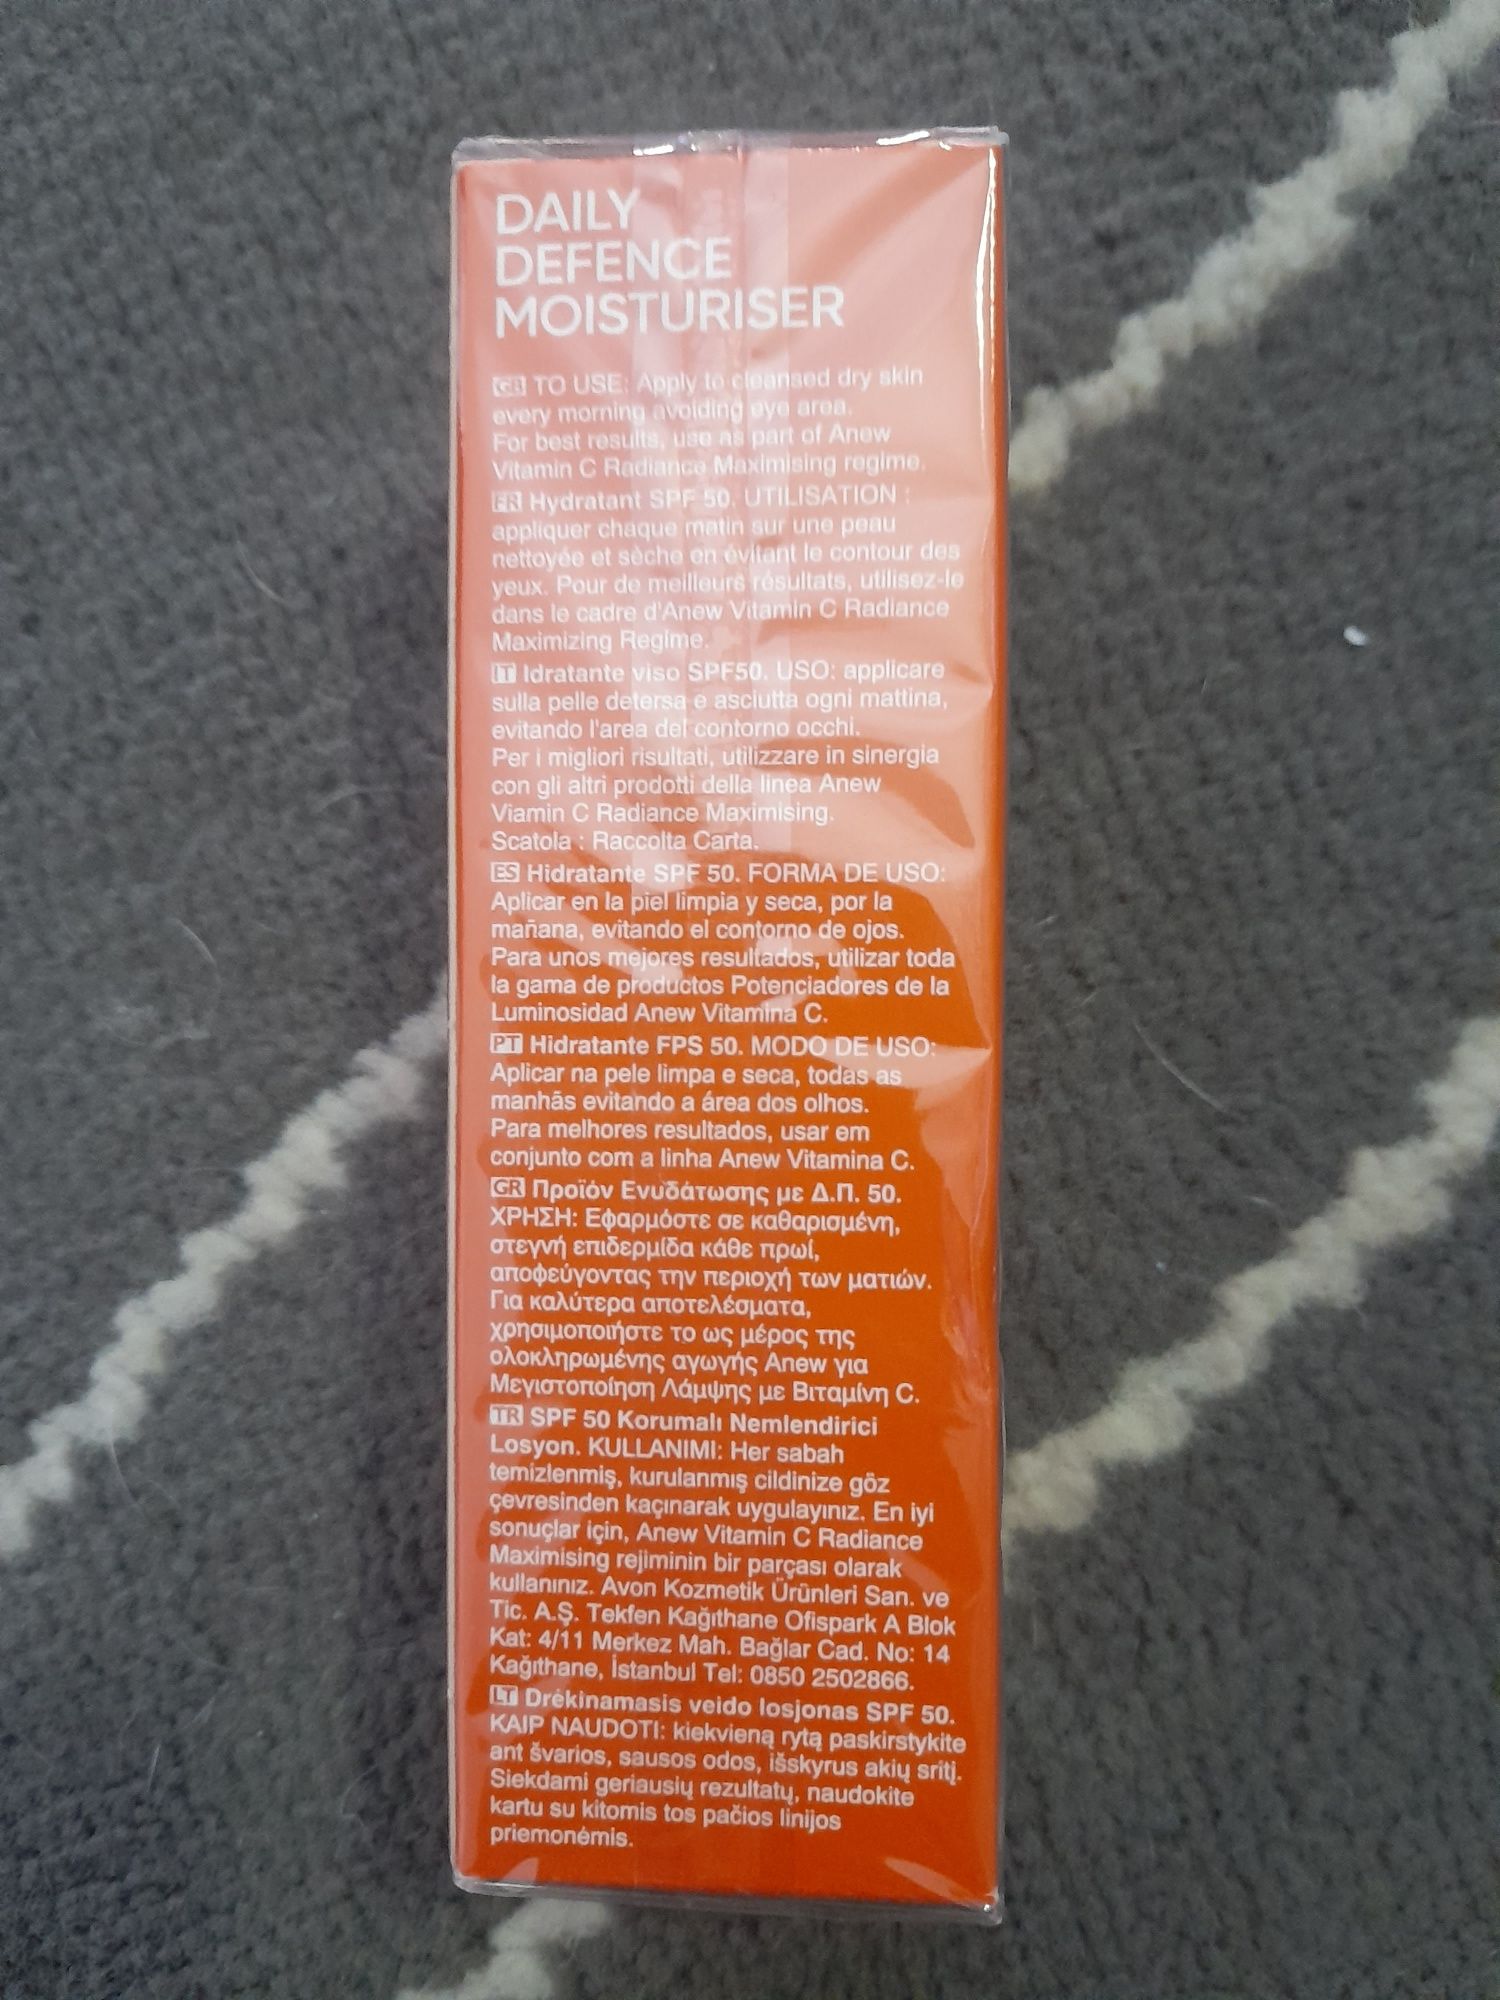 DAILY
DEFENCE
MOISTURISER
GB TO USE: Apply to cleansed dry skin
every morning avoiding eye area.
For best results, use as part of Anew
Vitamin C Radiance Maximising regime.
FR Hydratant SPF 50. UTILISATION :
appliquer chaque matin sur une peau
nettoyée et sèche en évitant le contour des
yeux. Pour de meilleurs résultats, utilisez-le
dans le cadre d'Anew Vitamin C Radiance
Maximizing Regime.
IT Idratante viso SPF50. USO: applicare
sulla pelle detersa e asciutta ogni mattina,
evitando l'area del contorno occhi.
Per i migliori risultati, utilizzare in sinergia
con gli altri prodotti della linea Anew
Viamin C Radiance Maximising.
Scatola : Raccolta Carta.
ES Hidratante SPF 50. FORMA DE USO:
Aplicar en la piel limpia y seca, por la
mañana, evitando el contorno de ojos.
Para unos mejores resultados, utilizar toda
la gama de productos Potenciadores de la
Luminosidad Anew Vitamina C.
PT Hidratante FPS 50. MODO DE USO:
Aplicar na pele limpa e seca, todas as
manhãs evitando a área dos olhos.
Para melhores resultados, usar em
conjunto com a linha Anew Vitamina C.
GR Προϊόν Ενυδάτωσης με Δ.Π. 50.
ΧΡΗΣΗ: Εφαρμόστε σε καθαρισμένη,
στεγνή επιδερμίδα κάθε πρωί,
αποφεύγοντας την περιοχή των ματιών.
Για καλύτερα αποτελέσματα,
χρησιμοποιήστε το ως μέρος της
ολοκληρωμένης αγωγής Anew για
Μεγιστοποίηση Λάμψης με Βιταμίνη C.
TR SPF 50 Korumalı Nemlendirici
Losyon. KULLANIMI: Her sabah
temizlenmiş, kurulanmış cildinize göz
çevresinden kaçınarak uygulayınız. En iyi
sonuçlar için, Anew Vitamin C Radiance
Maximising rejiminin bir parçası olarak
kullanınız. Avon Kozmetik Ürünleri San. ve
Tic. A.Ş. Tekfen Kağıthane Ofispark A Blok
Kat: 4/11 Merkez Mah. Bağlar Cad. No: 14
Kağıthane, İstanbul Tel: 0850 2502866.
LT Drėkinamasis veido losjonas SPF 50.
KAIP NAUDOTI: kiekvieną rytą paskirstykite
ant švarios, sausos odos, išskyrus akių sritį.
Siekdami geriausių rezultatų, naudokite
kartu su kitomis tos pačios linijos
priemonėmis.